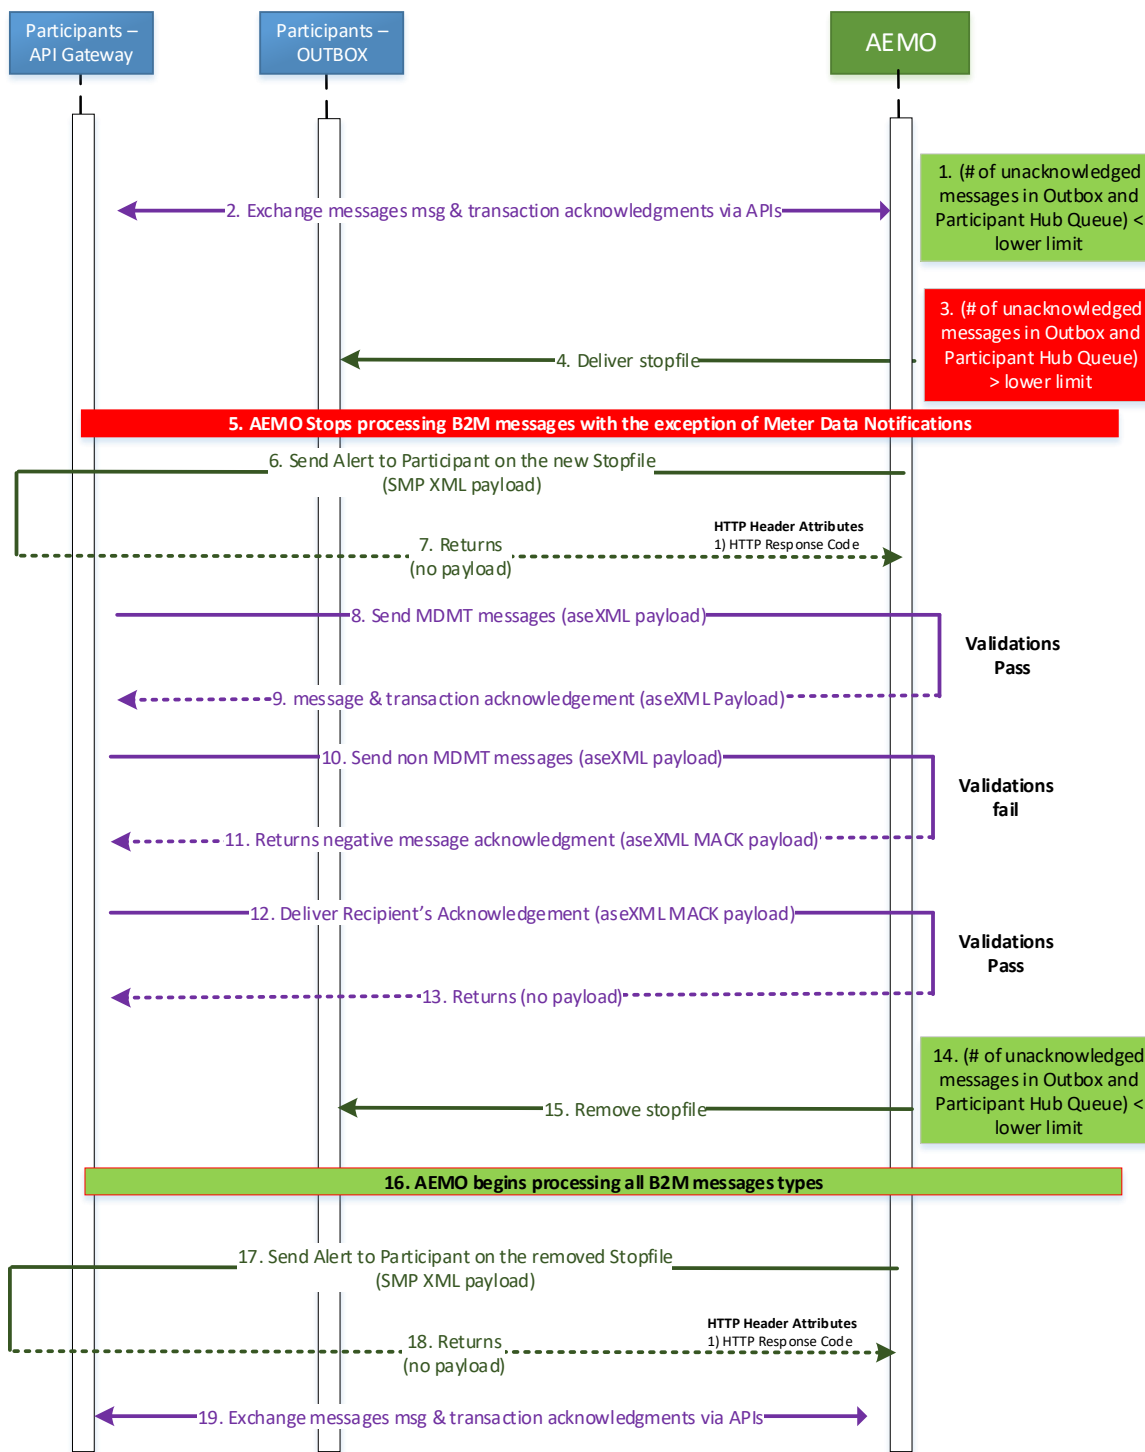 Participants –
API Gateway
Participants –
OUTBOX
AEMO
1. (# of unacknowledged
messages in Outbox and
Participant Hub Queue) <
lower limit
2. Exchange messages msg & transaction acknowledgments via APIs
3. (# of unacknowledged
messages in Outbox and
Participant Hub Queue)
> lower limit
4. Deliver stopfile
5. AEMO Stops processing B2M messages with the exception of Meter Data Notifications
6. Send Alert to Participant on the new Stopfile
(SMP XML payload)
HTTP Header Attributes
1) HTTP Response Code
7. Returns
(no payload)
8. Send MDMT messages (aseXML payload)
Validations
Pass
9. message & transaction acknowledgement (aseXML Payload)
10. Send non MDMT messages (aseXML payload)
Validations
fail
11. Returns negative message acknowledgment (aseXML MACK payload)
12. Deliver Recipient's Acknowledgement (aseXML MACK payload)
Validations
Pass
13. Returns (no payload)
14. (# of unacknowledged
messages in Outbox and
Participant Hub Queue) <
lower limit
15. Remove stopfile
16. AEMO begins processing all B2M messages types
17. Send Alert to Participant on the removed Stopfile
(SMP XML payload)
HTTP Header Attributes
1) HTTP Response Code
18. Returns
(no payload)
19. Exchange messages msg & transaction acknowledgments via APIs